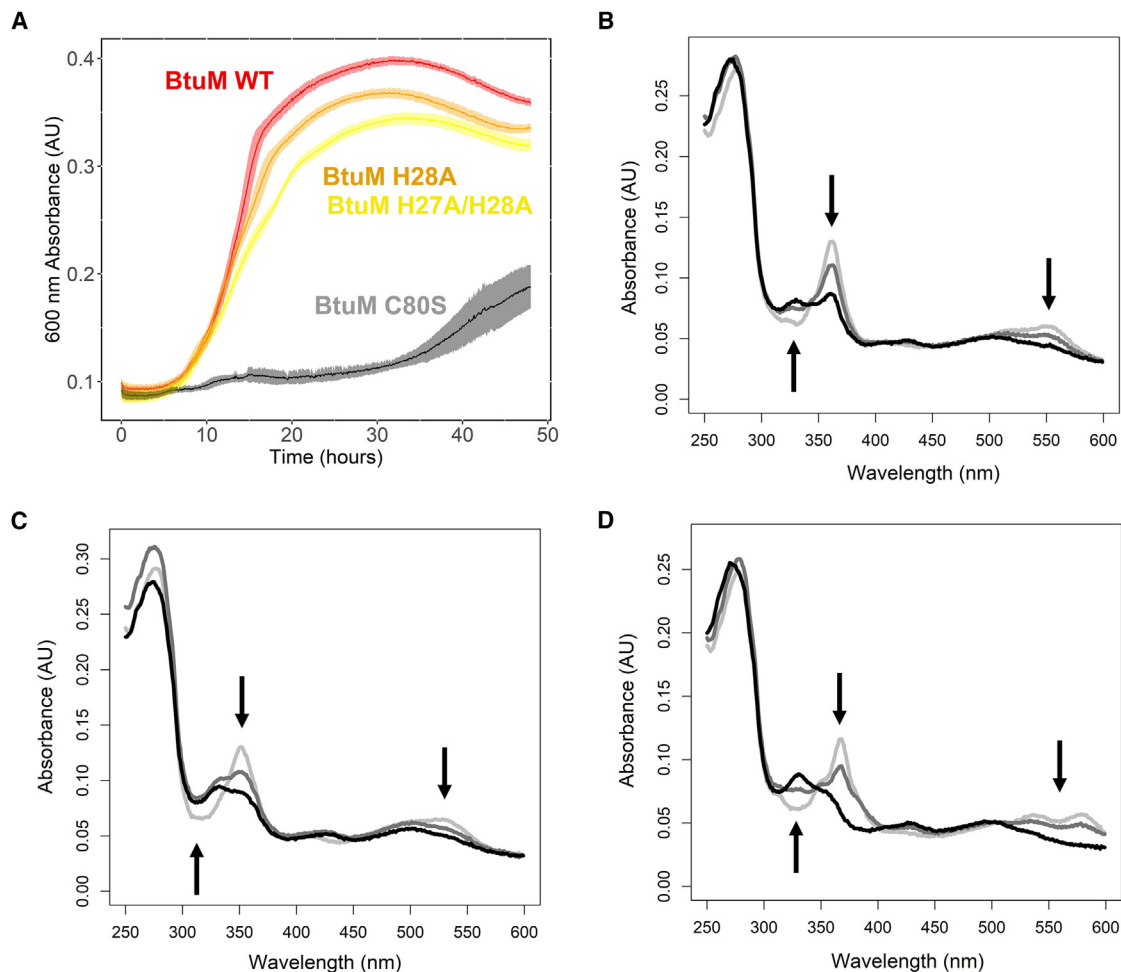 A
600 nm Absorbance (AU)
0.4
0.3
0.2
0.1
BtuM WT
BtuM H28A
BtuM H27A/H28A
BtuM C80S
0 10 20 30 40 50
Time (hours)
B
Absorbance (AU)
0.25
0.20
0.15
0.10
0.05
0.00
250 300 350 400 450 500 550 600
Wavelength (nm)
C
Absorbance (AU)
0.30
0.25
0.20
0.15
0.10
0.05
0.00
250 300 350 400 450 500 550 600
Wavelength (nm)
D
Absorbance (AU)
0.25
0.20
0.15
0.10
0.05
0.00
250 300 350 400 450 500 550 600
Wavelength (nm)